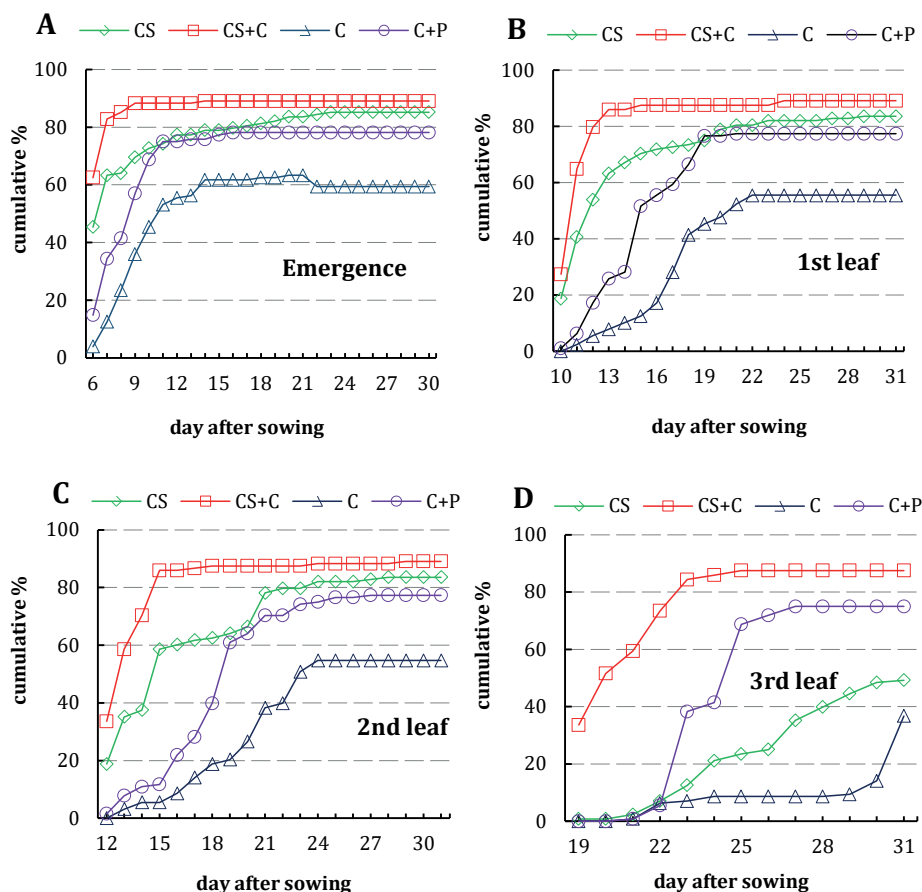 A
CS CS+C C C+P
100
80
60
40
20
0
cumulative %
Emergence
6 9 12 15 18 21 24 27 30
day after sowing
B
CS CS+C C C+P
100
80
60
40
20
0
cumulative %
1st leaf
10 13 16 19 22 25 28 31
day after sowing
C
CS CS+C C C+P
100
80
60
40
20
0
cumulative %
2nd leaf
12 15 18 21 24 27 30
day after sowing
D
CS CS+C C C+P
100
80
60
40
20
0
cumulative %
3rd leaf
19 22 25 28 31
day after sowing